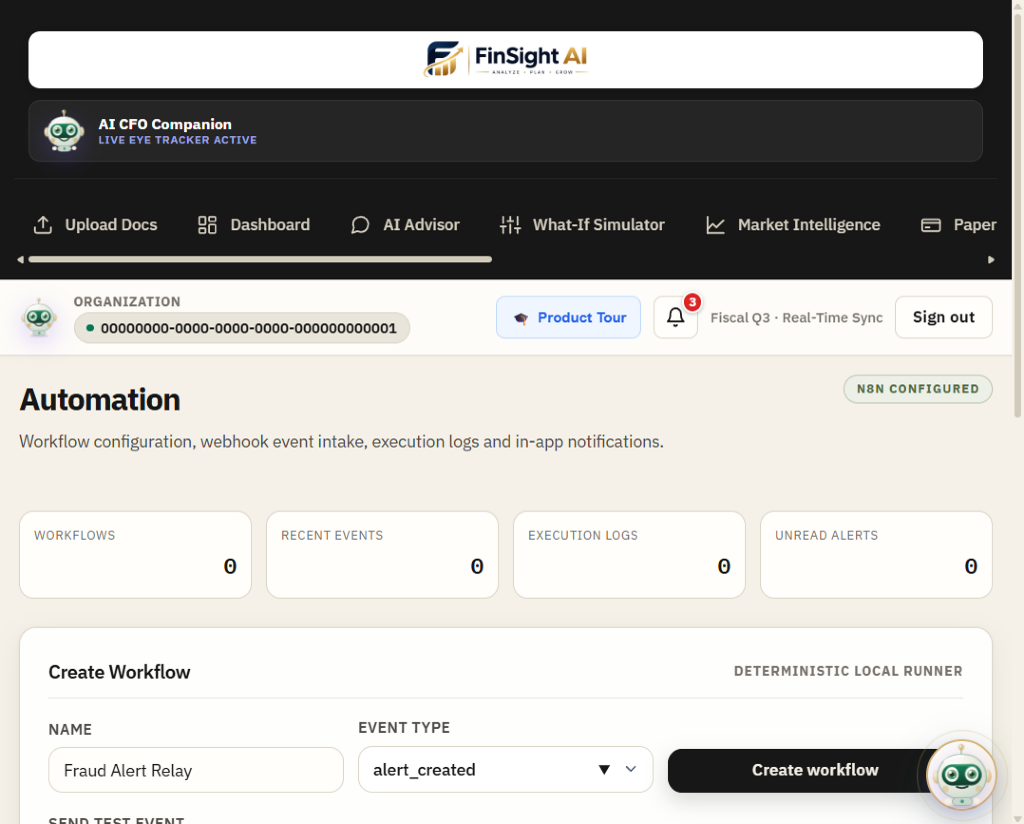 FinSight AI
ANALYZE • PLAN • GROW
AI CFO Companion
LIVE EYE TRACKER ACTIVE
Upload Docs
Dashboard
AI Advisor
What-If Simulator
Market Intelligence
Paper
ORGANIZATION
00000000-0000-0000-0000-000000000001
Product Tour
3
Fiscal Q3 · Real-Time Sync
Sign out
Automation
N8N CONFIGURED
Workflow configuration, webhook event intake, execution logs and in-app notifications.
WORKFLOWS
0
RECENT EVENTS
0
EXECUTION LOGS
0
UNREAD ALERTS
0
Create Workflow
DETERMINISTIC LOCAL RUNNER
NAME
Fraud Alert Relay
EVENT TYPE
alert_created
Create workflow
SEND TEST EVENT